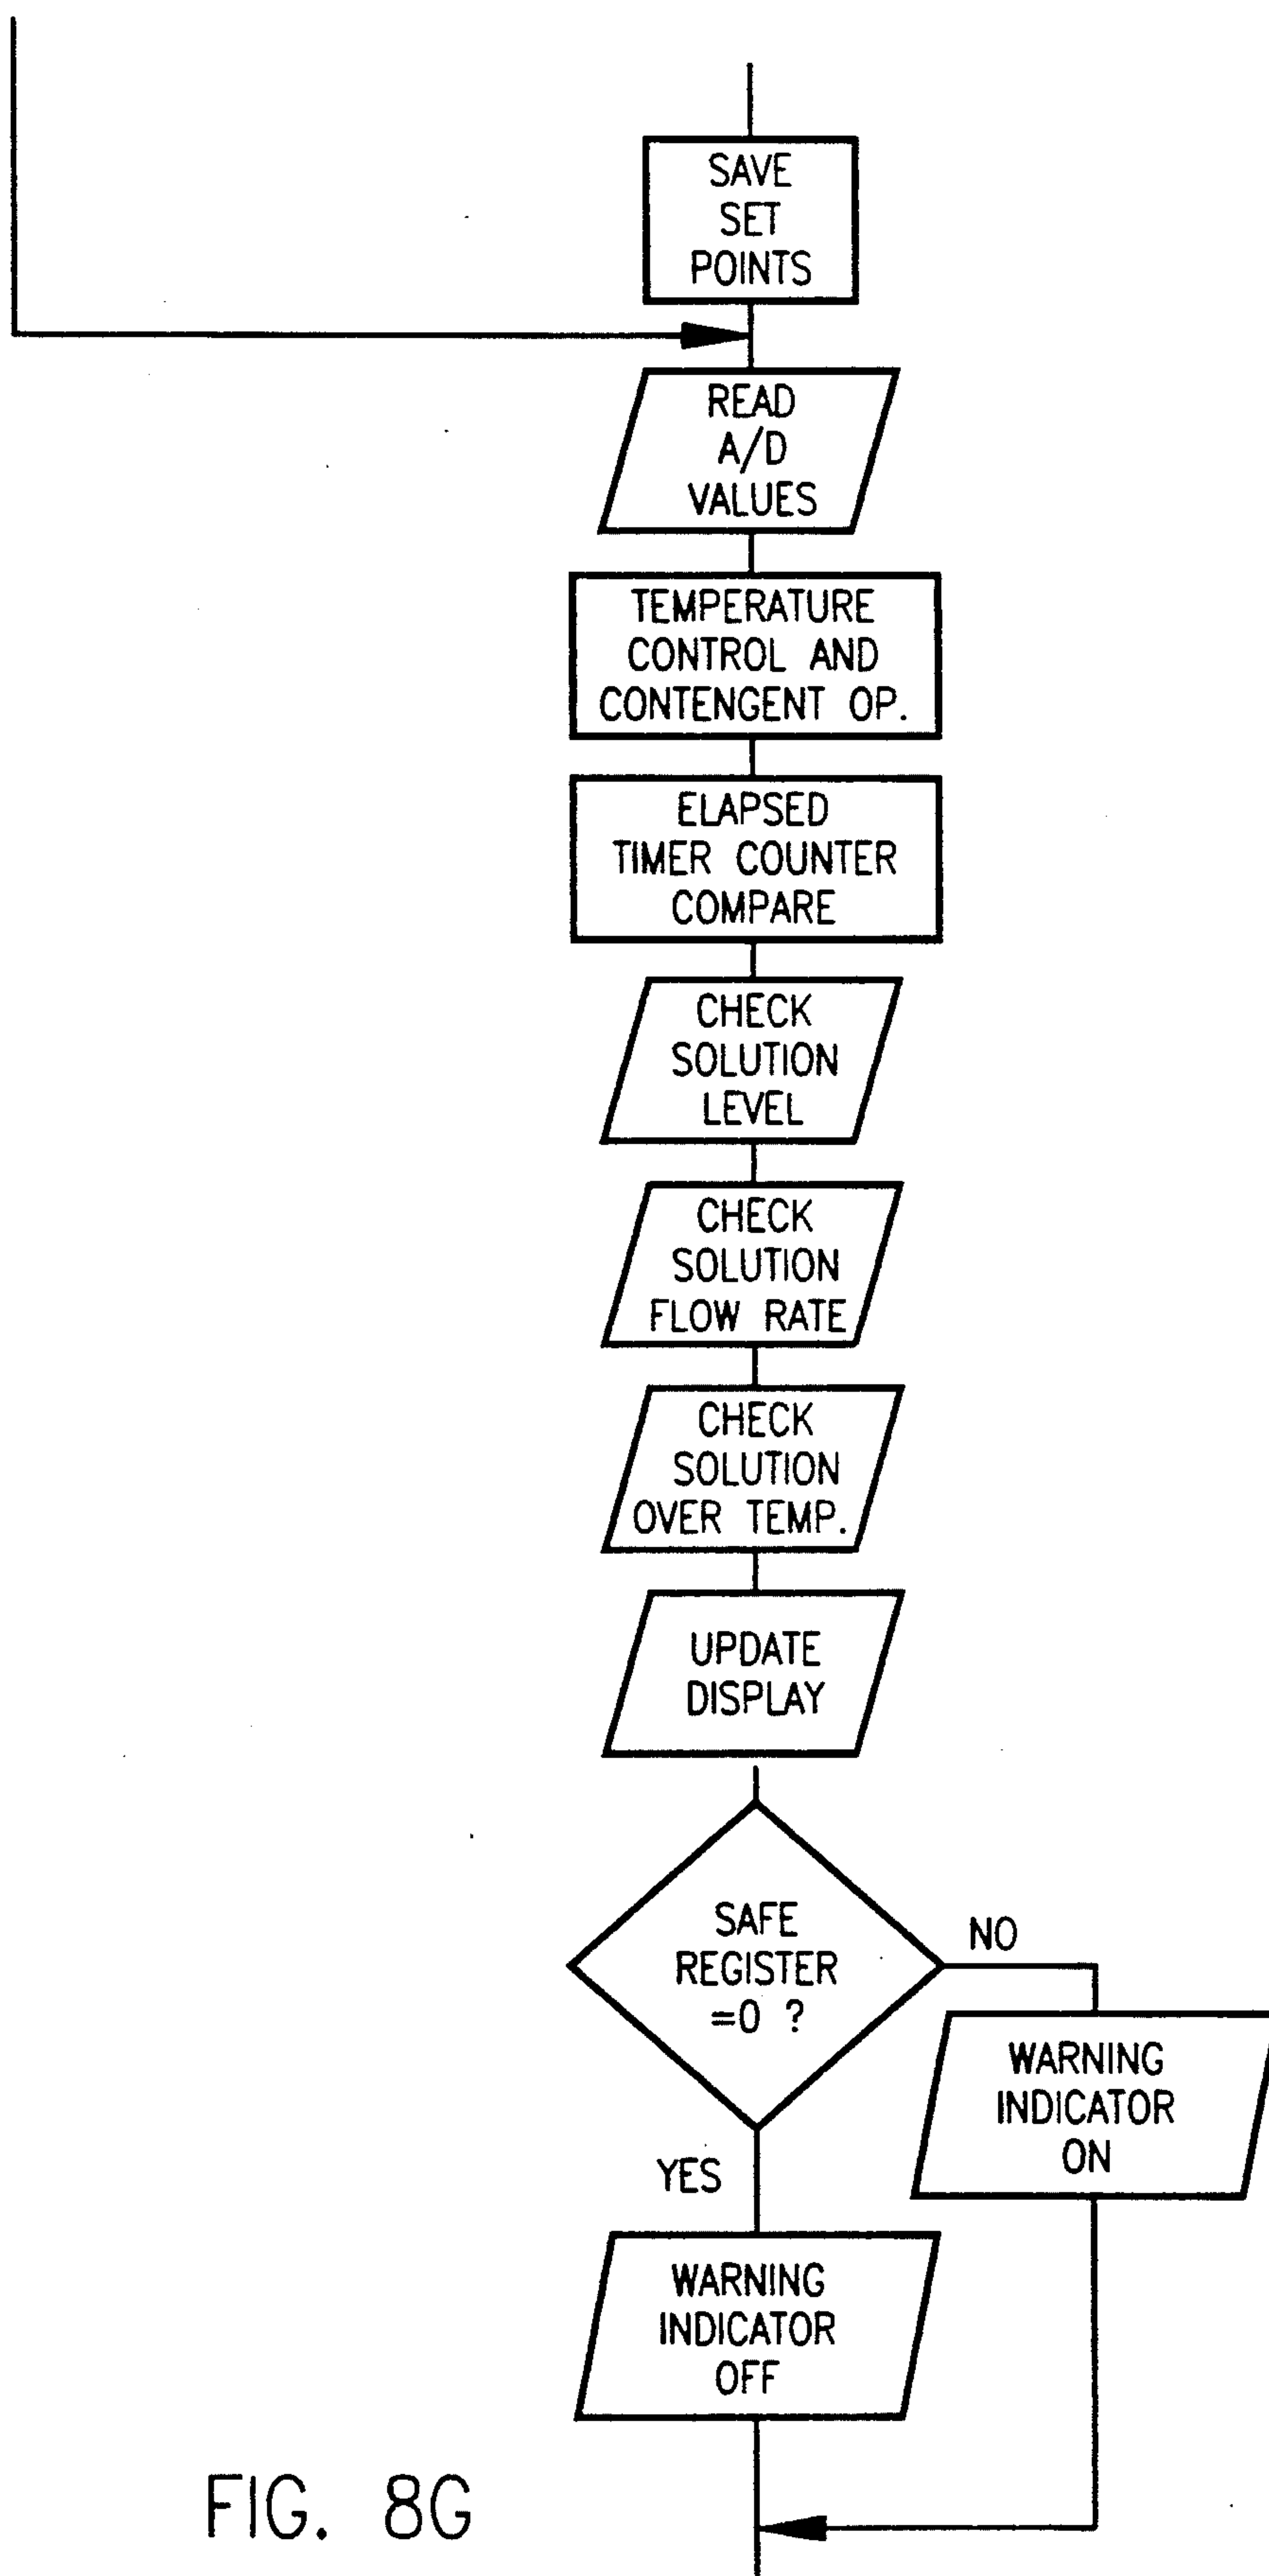 SAVE
SET
POINTS
READ
A/D
VALUES
TEMPERATURE
CONTROL AND
CONTENGENT OP.
ELAPSED
TIMER COUNTER
COMPARE
CHECK
SOLUTION
LEVEL
CHECK
SOLUTION
FLOW RATE
CHECK
SOLUTION
OVER TEMP.
UPDATE
DISPLAY
SAFE
REGISTER
=0 ?
NO
WARNING
INDICATOR
ON
YES
WARNING
INDICATOR
OFF
FIG. 8G